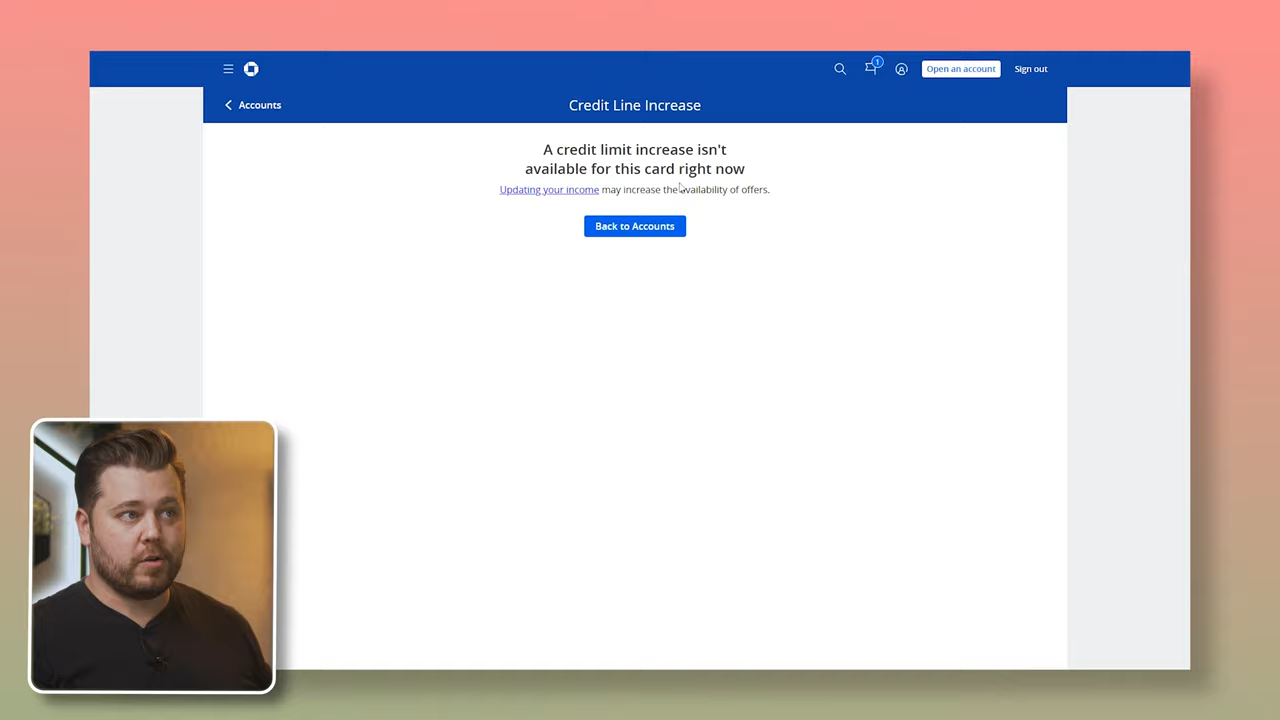 1
Open an account
Sign out
Accounts
Credit Line Increase
A credit limit increase isn't
available for this card right now
Updating your income may increase the availability of offers.
Back to Accounts